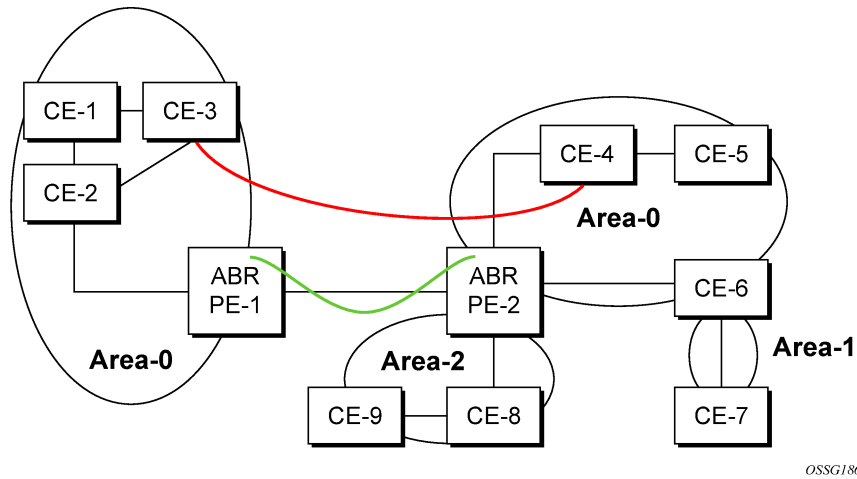 CE-1
CE-3
CE-2
ABR
PE-1
Area-0
CE-4
CE-5
Area-0
ABR
PE-2
CE-6
Area-2
Area-1
CE-9
CE-8
CE-7
OSSG186